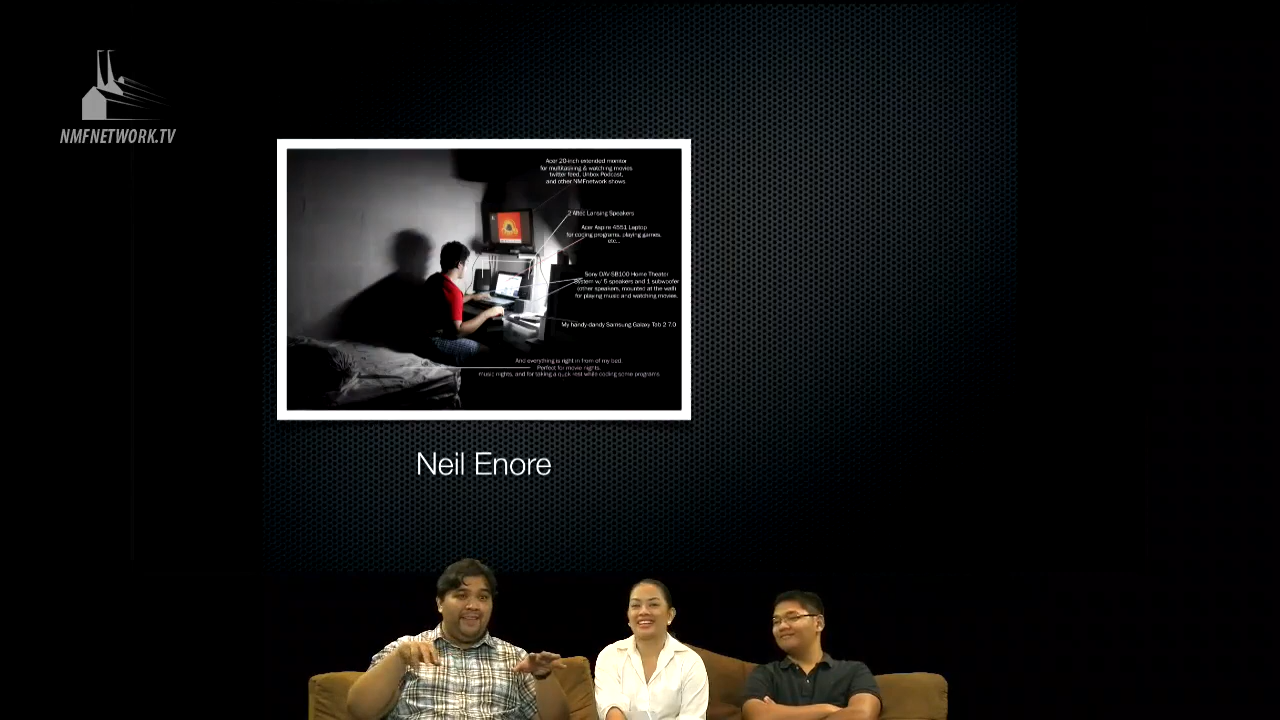 NMFNETWORK.TV
Acer 20-inch extended monitor
for multitasking & watching movies
twitter feed, Unbox Podcast,
and other NMFnetwork shows.
2 Altec Lansing Speakers
Acer Aspire 4551 Laptop
for coding programs, playing games,
etc...
Sony DAV SB100 Home Theater
System w/ 5 speakers and 1 subwoofer
(other speakers, mounted at the wall)
for playing music and watching movies.
My handy-dandy Samsung Galaxy Tab 2 7.0
And everything is right in front of my bed.
Perfect for movie nights,
music nights, and for taking a quick rest while coding some programs
Neil Enore